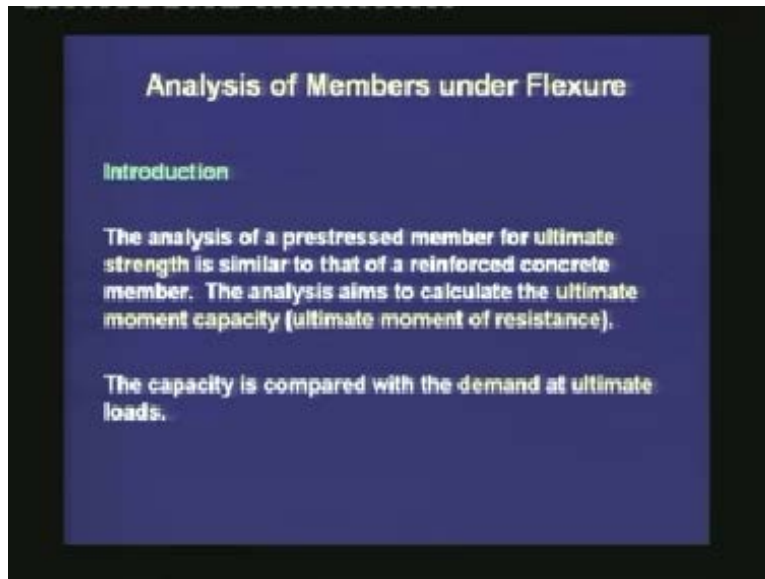 Analysis of Members under Flexure
Introduction
The analysis of a prestressed member for ultimate
strength is similar to that of a reinforced concrete
member. The analysis aims to calculate the ultimate
moment capacity (ultimate moment of resistance).
The capacity is compared with the demand at ultimate
loads.